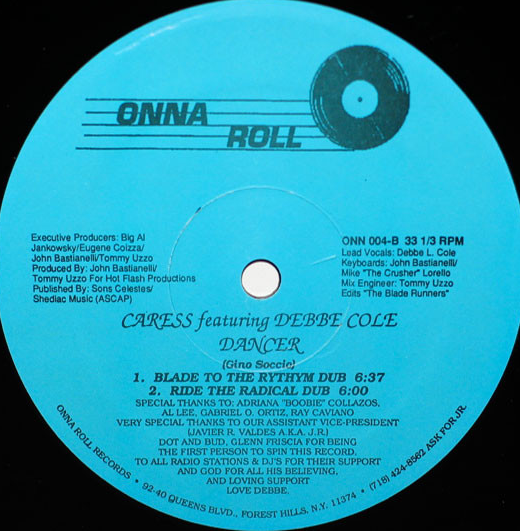 ONNA
ROLL
Executive Producers: Big Al
Jankowsky/Eugene Coizza/
John Bastianelli/Tommy Uzzo
Produced By: John Bastianelli/
Tommy Uzzo For Hot Flash Productions
Published By: Sons Celestes/
Shediac Music (ASCAP)
ONN 004-B 33 1/3 RPM
Lead Vocals: Debbe L. Cole
Keyboards: John Bastianelli/
Mike "The Crusher" Lorello
Mix Engineer: Tommy Uzzo
Edits "The Blade Runners"
CARESS featuring DEBBE COLE
DANCER
(Gino Soccio)
1. BLADE TO THE RYTHYM DUB 6:37
2. RIDE THE RADICAL DUB 6:00
SPECIAL THANKS TO: ADRIANA "BOOBIE" COLLAZOS,
AL LEE, GABRIEL O. ORTIZ, RAY CAVIANO
VERY SPECIAL THANKS TO OUR ASSISTANT VICE-PRESIDENT
(JAVIER R. VALDES A.K.A. J.R.)
DOT AND BUD, GLENN FRISCIA FOR BEING
THE FIRST PERSON TO SPIN THIS RECORD.
TO ALL RADIO STATIONS & DJ'S FOR THEIR SUPPORT
AND GOD FOR ALL HIS BELIEVING,
AND LOVING SUPPORT
LOVE DEBBE.
ONNA ROLL RECORDS • 92-40 QUEENS BLVD., FOREST HILLS, N.Y. 11374 • (718) 424-8562 ASK FOR JR.